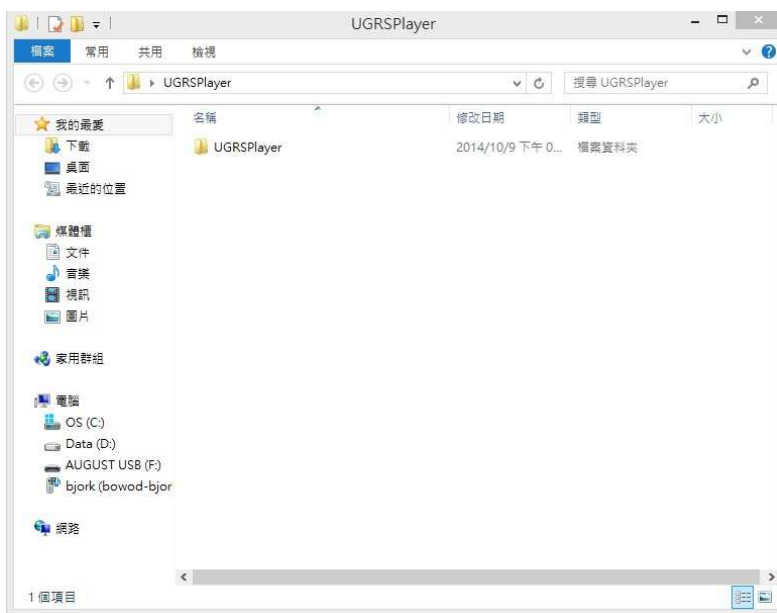 UGRSPlayer
檔案 常用 共用 檢視
UGRSPlayer 搜尋 UGRSPlayer
名稱 修改日期 類型 大小
我的最愛
下載 UGRSPlayer 2014/10/9 下午 0... 檔案資料夾
桌面
最近的位置
媒體櫃
文件
音樂
視訊
圖片
家用群組
電腦
OS (C:)
Data (D:)
AUGUST USB (F:)
bjork (bowod-bjor
網路
1 個項目